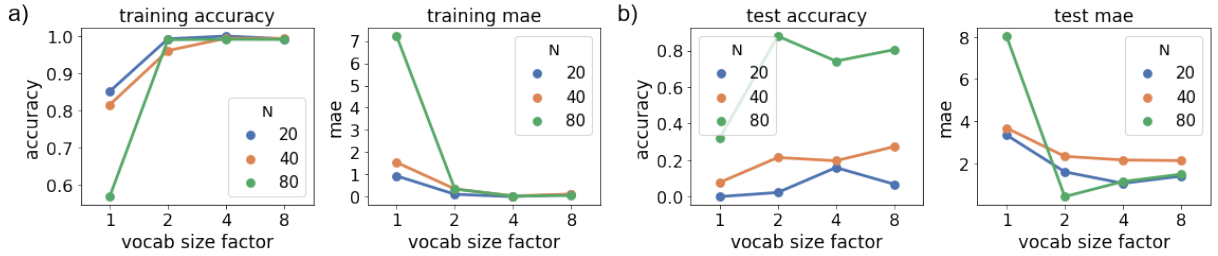 a)
training accuracy
accuracy
1.0
0.9
0.8
0.7
0.6
N
20
40
80
1 2 4 8
vocab size factor
training mae
mae
7
6
5
4
3
2
1
0
N
20
40
80
1 2 4 8
vocab size factor
b)
test accuracy
accuracy
0.8
0.6
0.4
0.2
0.0
N
20
40
80
1 2 4 8
vocab size factor
test mae
mae
8
6
4
2
N
20
40
80
1 2 4 8
vocab size factor